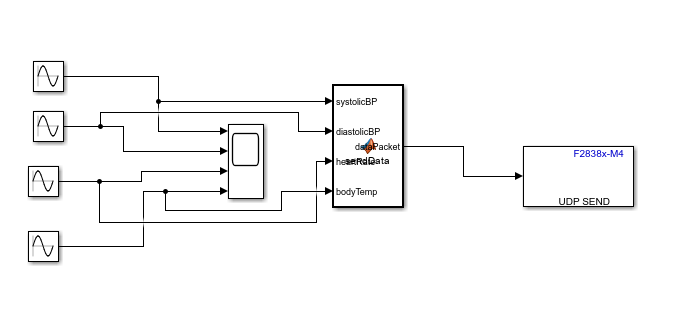 systolicBP
diastolicBP
dataPacket
heartRate
sendData
bodyTemp
F2838x-M4
UDP SEND